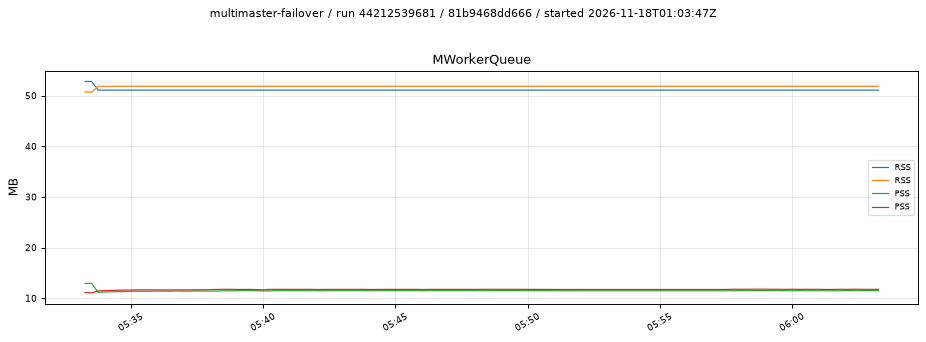 multimaster-failover / run 44212539681 / 81b9468dd666 / started 2026-11-18T01:03:47Z
MWorkerQueue
MB
50
40
30
20
10
RSS
RSS
PSS
PSS
05:35
05:40
05:45
05:50
05:55
06:00